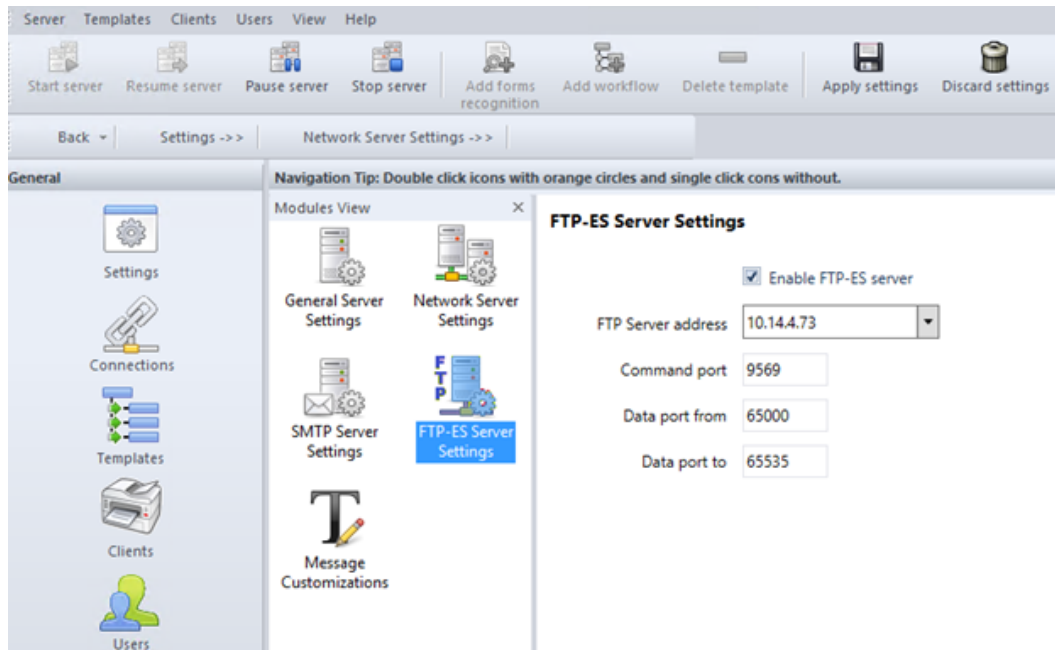 Server Templates Clients Users View Help
Start server Resume server Pause server Stop server Add forms Add workflow Delete template Apply settings Discard settings
recognition
Back Settings ->> Network Server Settings ->>
General
Navigation Tip: Double click icons with orange circles and single click cons without.
Modules View ×
FTP-ES Server Settings
Settings
Connections
Templates
Clients
Users
General Server
Settings
Network Server
Settings
SMTP Server
Settings
FTP
FTP-ES Server
Settings
T
Message
Customizations
Enable FTP-ES server
FTP Server address 10.14.4.73
Command port 9569
Data port from 65000
Data port to 65535